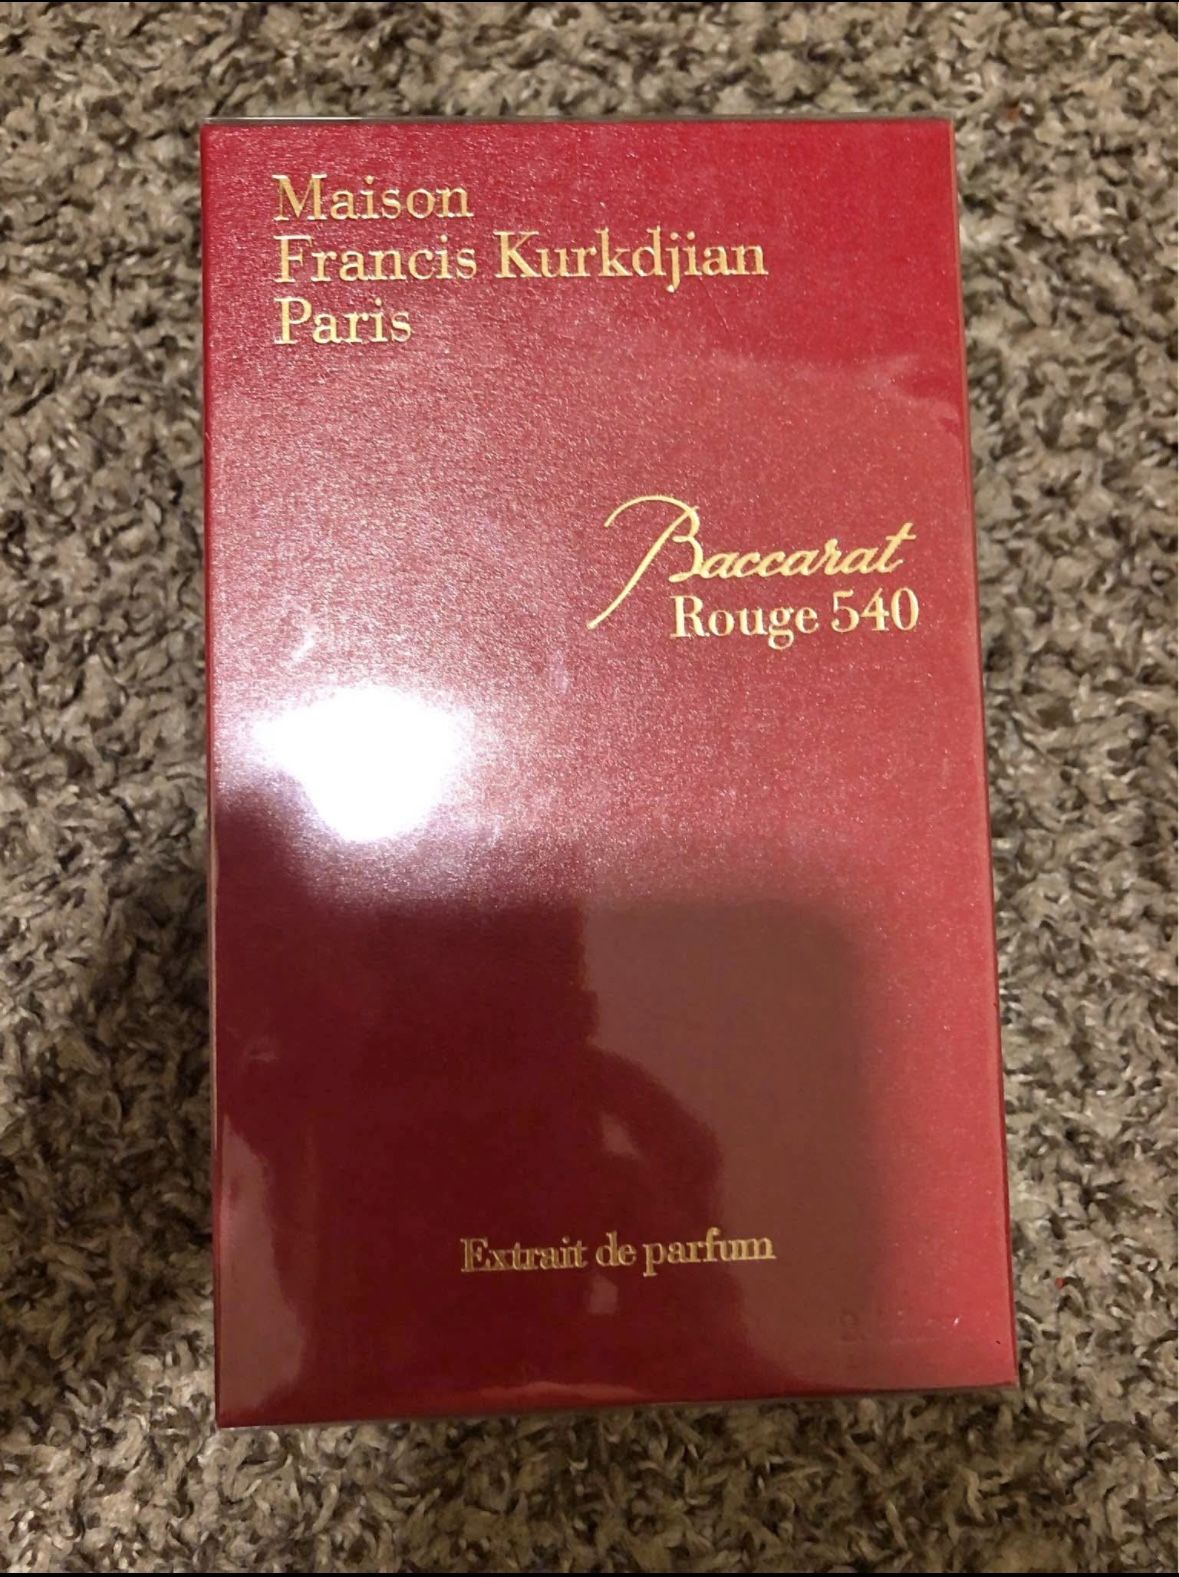 Maison
Francis Kurkdjian
Paris
Baccarat
Rouge 540
Extrait de parfum